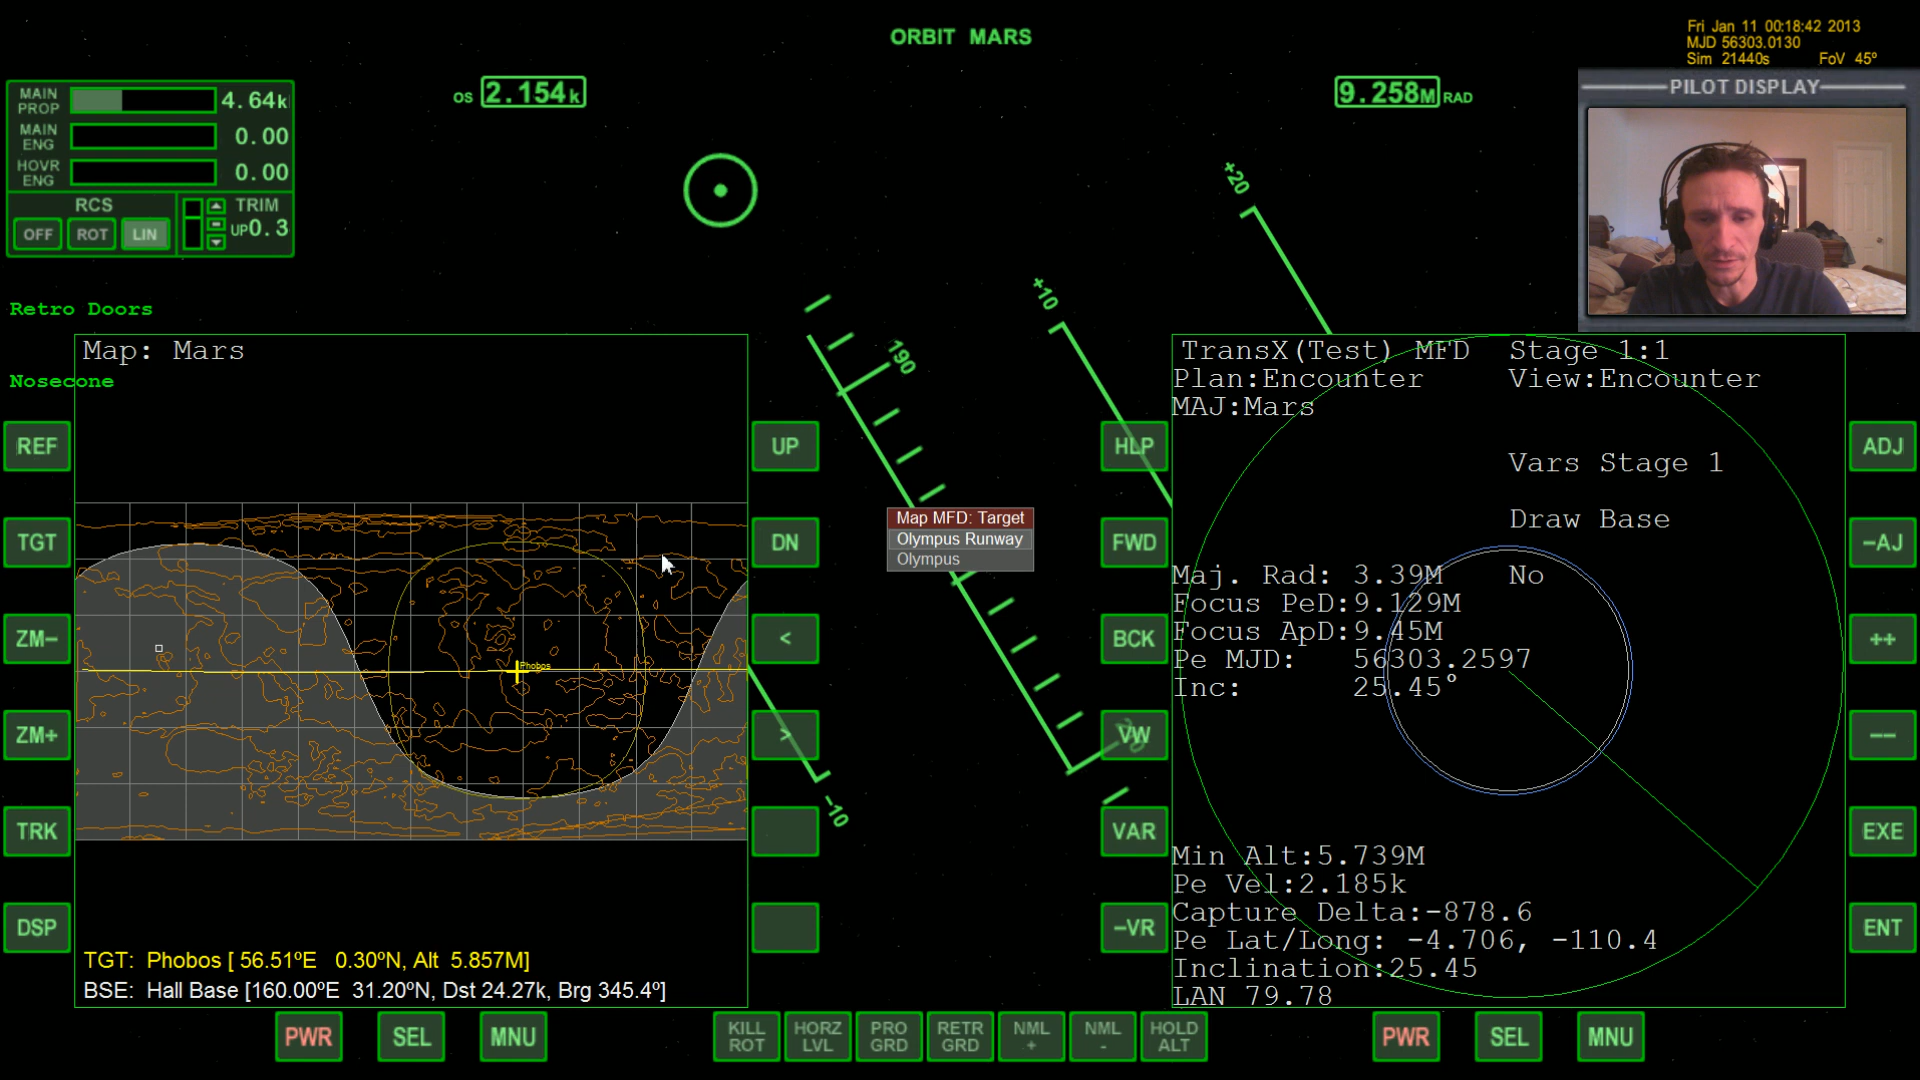 ORBIT MARS
Fri Jan 11 00:18:42 2013
MJD 56303.0130
Sim 21440s FoV 45º
PILOT DISPLAY
MAIN PROP 4.64k
MAIN ENG 0.00
HOVR ENG 0.00
RCS TRIM
OFF ROT LIN UP0.3
OS 2.154k
9.258M RAD
+20
+10
190
-10
Retro Doors
Nosecone
Map: Mars
REF
TGT
ZM-
ZM+
TRK
DSP
UP
DN
<
>
Phobos
TGT: Phobos [ 56.51ºE 0.30ºN, Alt 5.857M]
BSE: Hall Base [160.00ºE 31.20ºN, Dst 24.27k, Brg 345.4º]
PWR SEL MNU
Map MFD: Target
Olympus Runway
Olympus
KILL ROT
HORZ LVL
PRO GRD
RETR GRD
NML +
NML -
HOLD ALT
HLP
FWD
BCK
VW
VAR
-VR
TransX(Test) MFD Stage 1:1
Plan:Encounter View:Encounter
MAJ:Mars
Vars Stage 1
Draw Base
Maj. Rad: 3.39M No
Focus PeD:9.129M
Focus ApD:9.45M
Pe MJD: 56303.2597
Inc: 25.45°
Min Alt:5.739M
Pe Vel:2.185k
Capture Delta:-878.6
Pe Lat/Long: -4.706, -110.4
Inclination:25.45
LAN 79.78
ADJ
-AJ
++
--
EXE
ENT
PWR SEL MNU